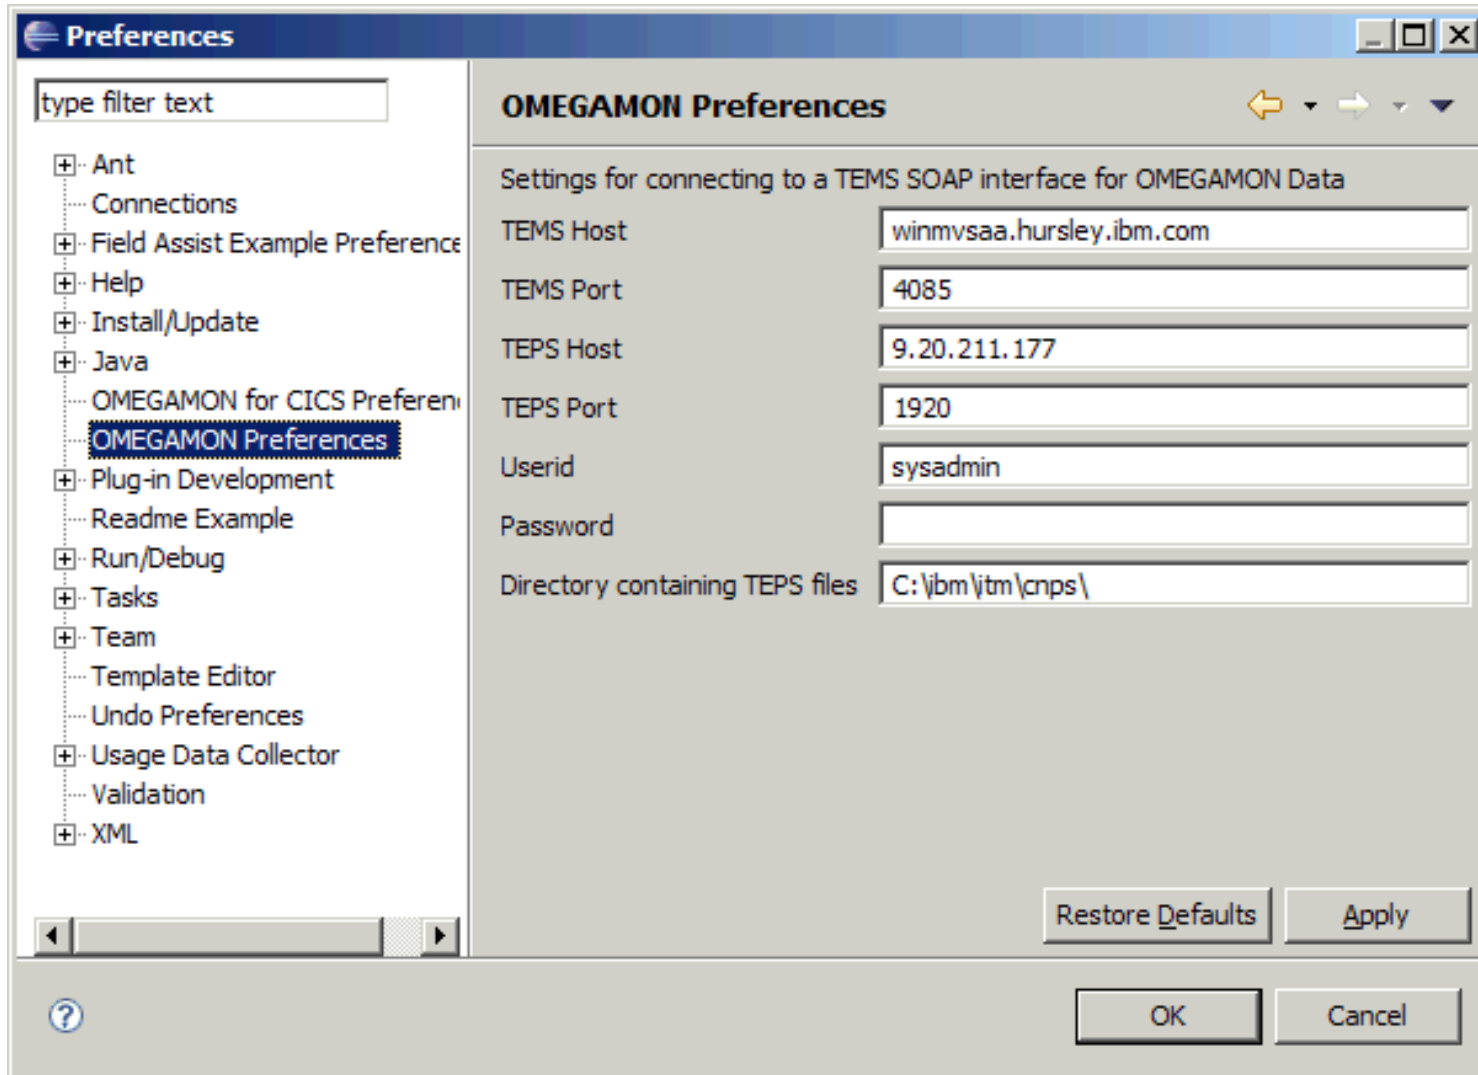 Preferences
type filter text
Ant
Connections
Field Assist Example Preference
Help
Install/Update
Java
OMEGAMON for CICS Preferen
OMEGAMON Preferences
Plug-in Development
Readme Example
Run/Debug
Tasks
Team
Template Editor
Undo Preferences
Usage Data Collector
Validation
XML
OMEGAMON Preferences
Settings for connecting to a TEMS SOAP interface for OMEGAMON Data
TEMS Host winmvsaa.hursley.ibm.com
TEMS Port 4085
TEPS Host 9.20.211.177
TEPS Port 1920
Userid sysadmin
Password
Directory containing TEPS files C:\ibm\itm\cnps\
Restore Defaults Apply
? OK Cancel